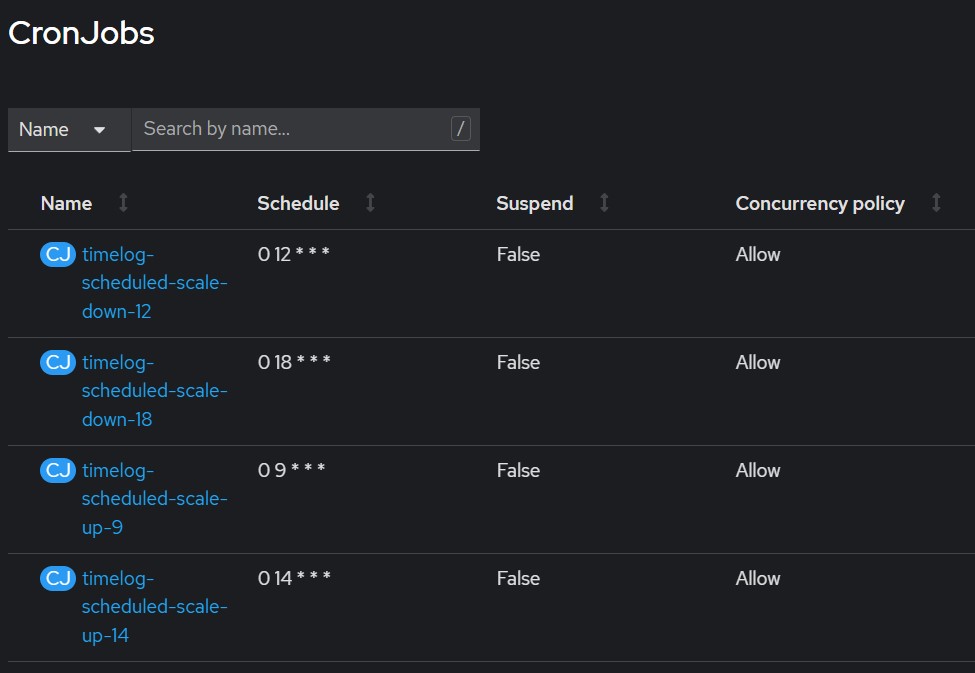 CronJobs
Name
Search by name...
/
Name Schedule Suspend Concurrency policy
CJ timelog-scheduled-scale-down-12 0 12 * * * False Allow
CJ timelog-scheduled-scale-down-18 0 18 * * * False Allow
CJ timelog-scheduled-scale-up-9 0 9 * * * False Allow
CJ timelog-scheduled-scale-up-14 0 14 * * * False Allow